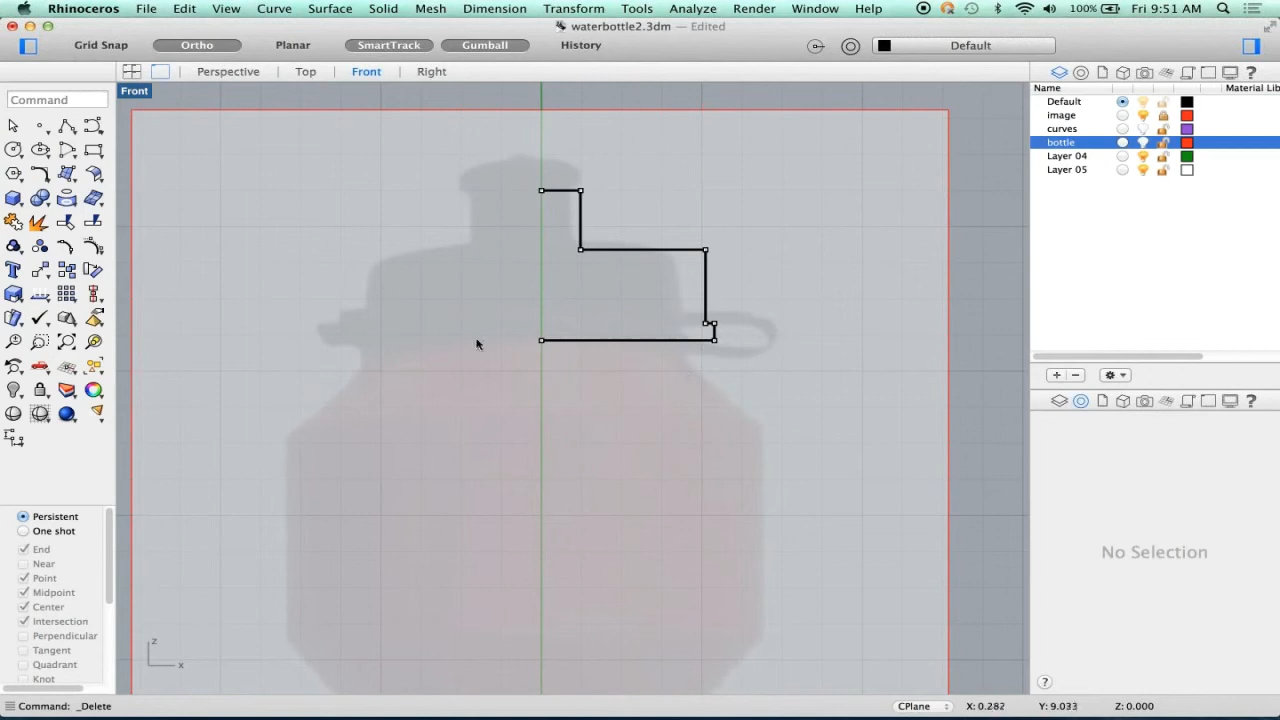 Rhinoceros File Edit View Curve Surface Solid Mesh Dimension Transform Tools Analyze Render Window Help 100% Fri 9:51 AM
waterbottle2.3dm — Edited
Grid Snap Ortho Planar SmartTrack Gumball History Default
Perspective Top Front Right
Front
Command
Name Material Lib
Default
image
curves
bottle
Layer 04
Layer 05
No Selection
Persistent
One shot
End
Near
Point
Midpoint
Center
Intersection
Perpendicular
Tangent
Quadrant
Knot
z
x
Command: _Delete CPlane X: 0.282 Y: 9.033 Z: 0.000